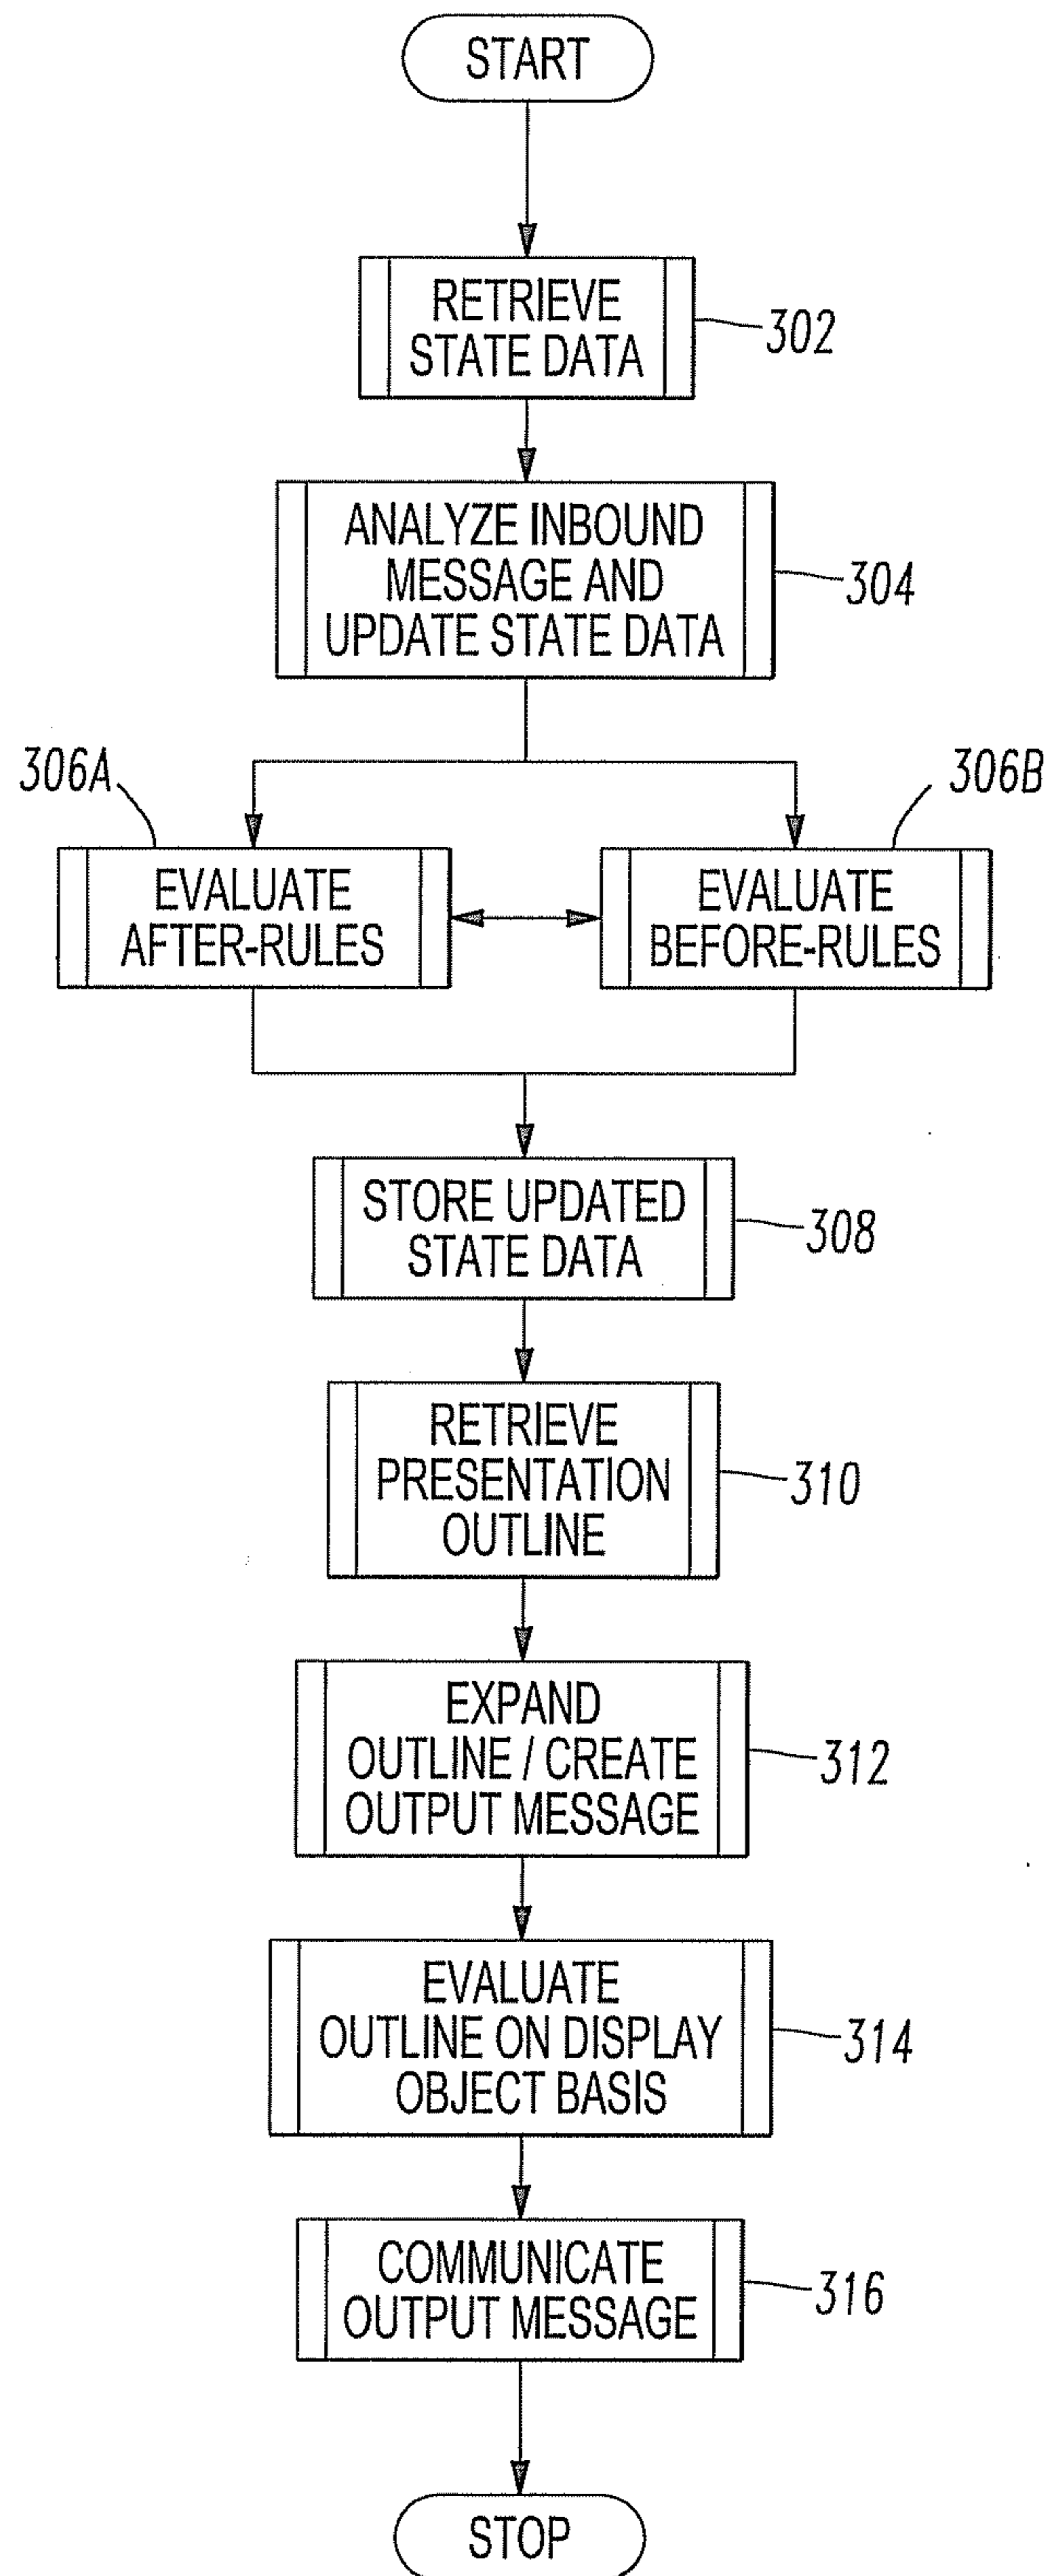 START
RETRIEVE
STATE DATA
302
ANALYZE INBOUND
MESSAGE AND
UPDATE STATE DATA
304
306A
306B
EVALUATE
AFTER-RULES
EVALUATE
BEFORE-RULES
STORE UPDATED
STATE DATA
308
RETRIEVE
PRESENTATION
OUTLINE
310
EXPAND
OUTLINE / CREATE
OUTPUT MESSAGE
312
EVALUATE
OUTLINE ON DISPLAY
OBJECT BASIS
314
COMMUNICATE
OUTPUT MESSAGE
316
STOP